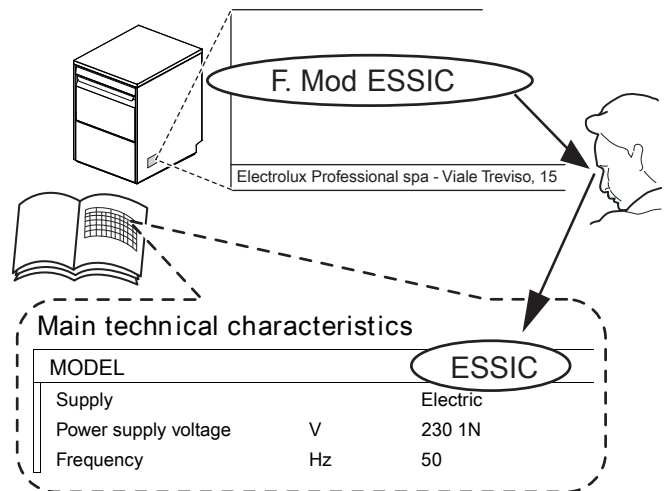 F. Mod ESSIC
Electrolux Professional spa - Viale Treviso, 15
Main technical characteristics
MODEL ESSIC
Supply Electric
Power supply voltage V 230 1N
Frequency Hz 50